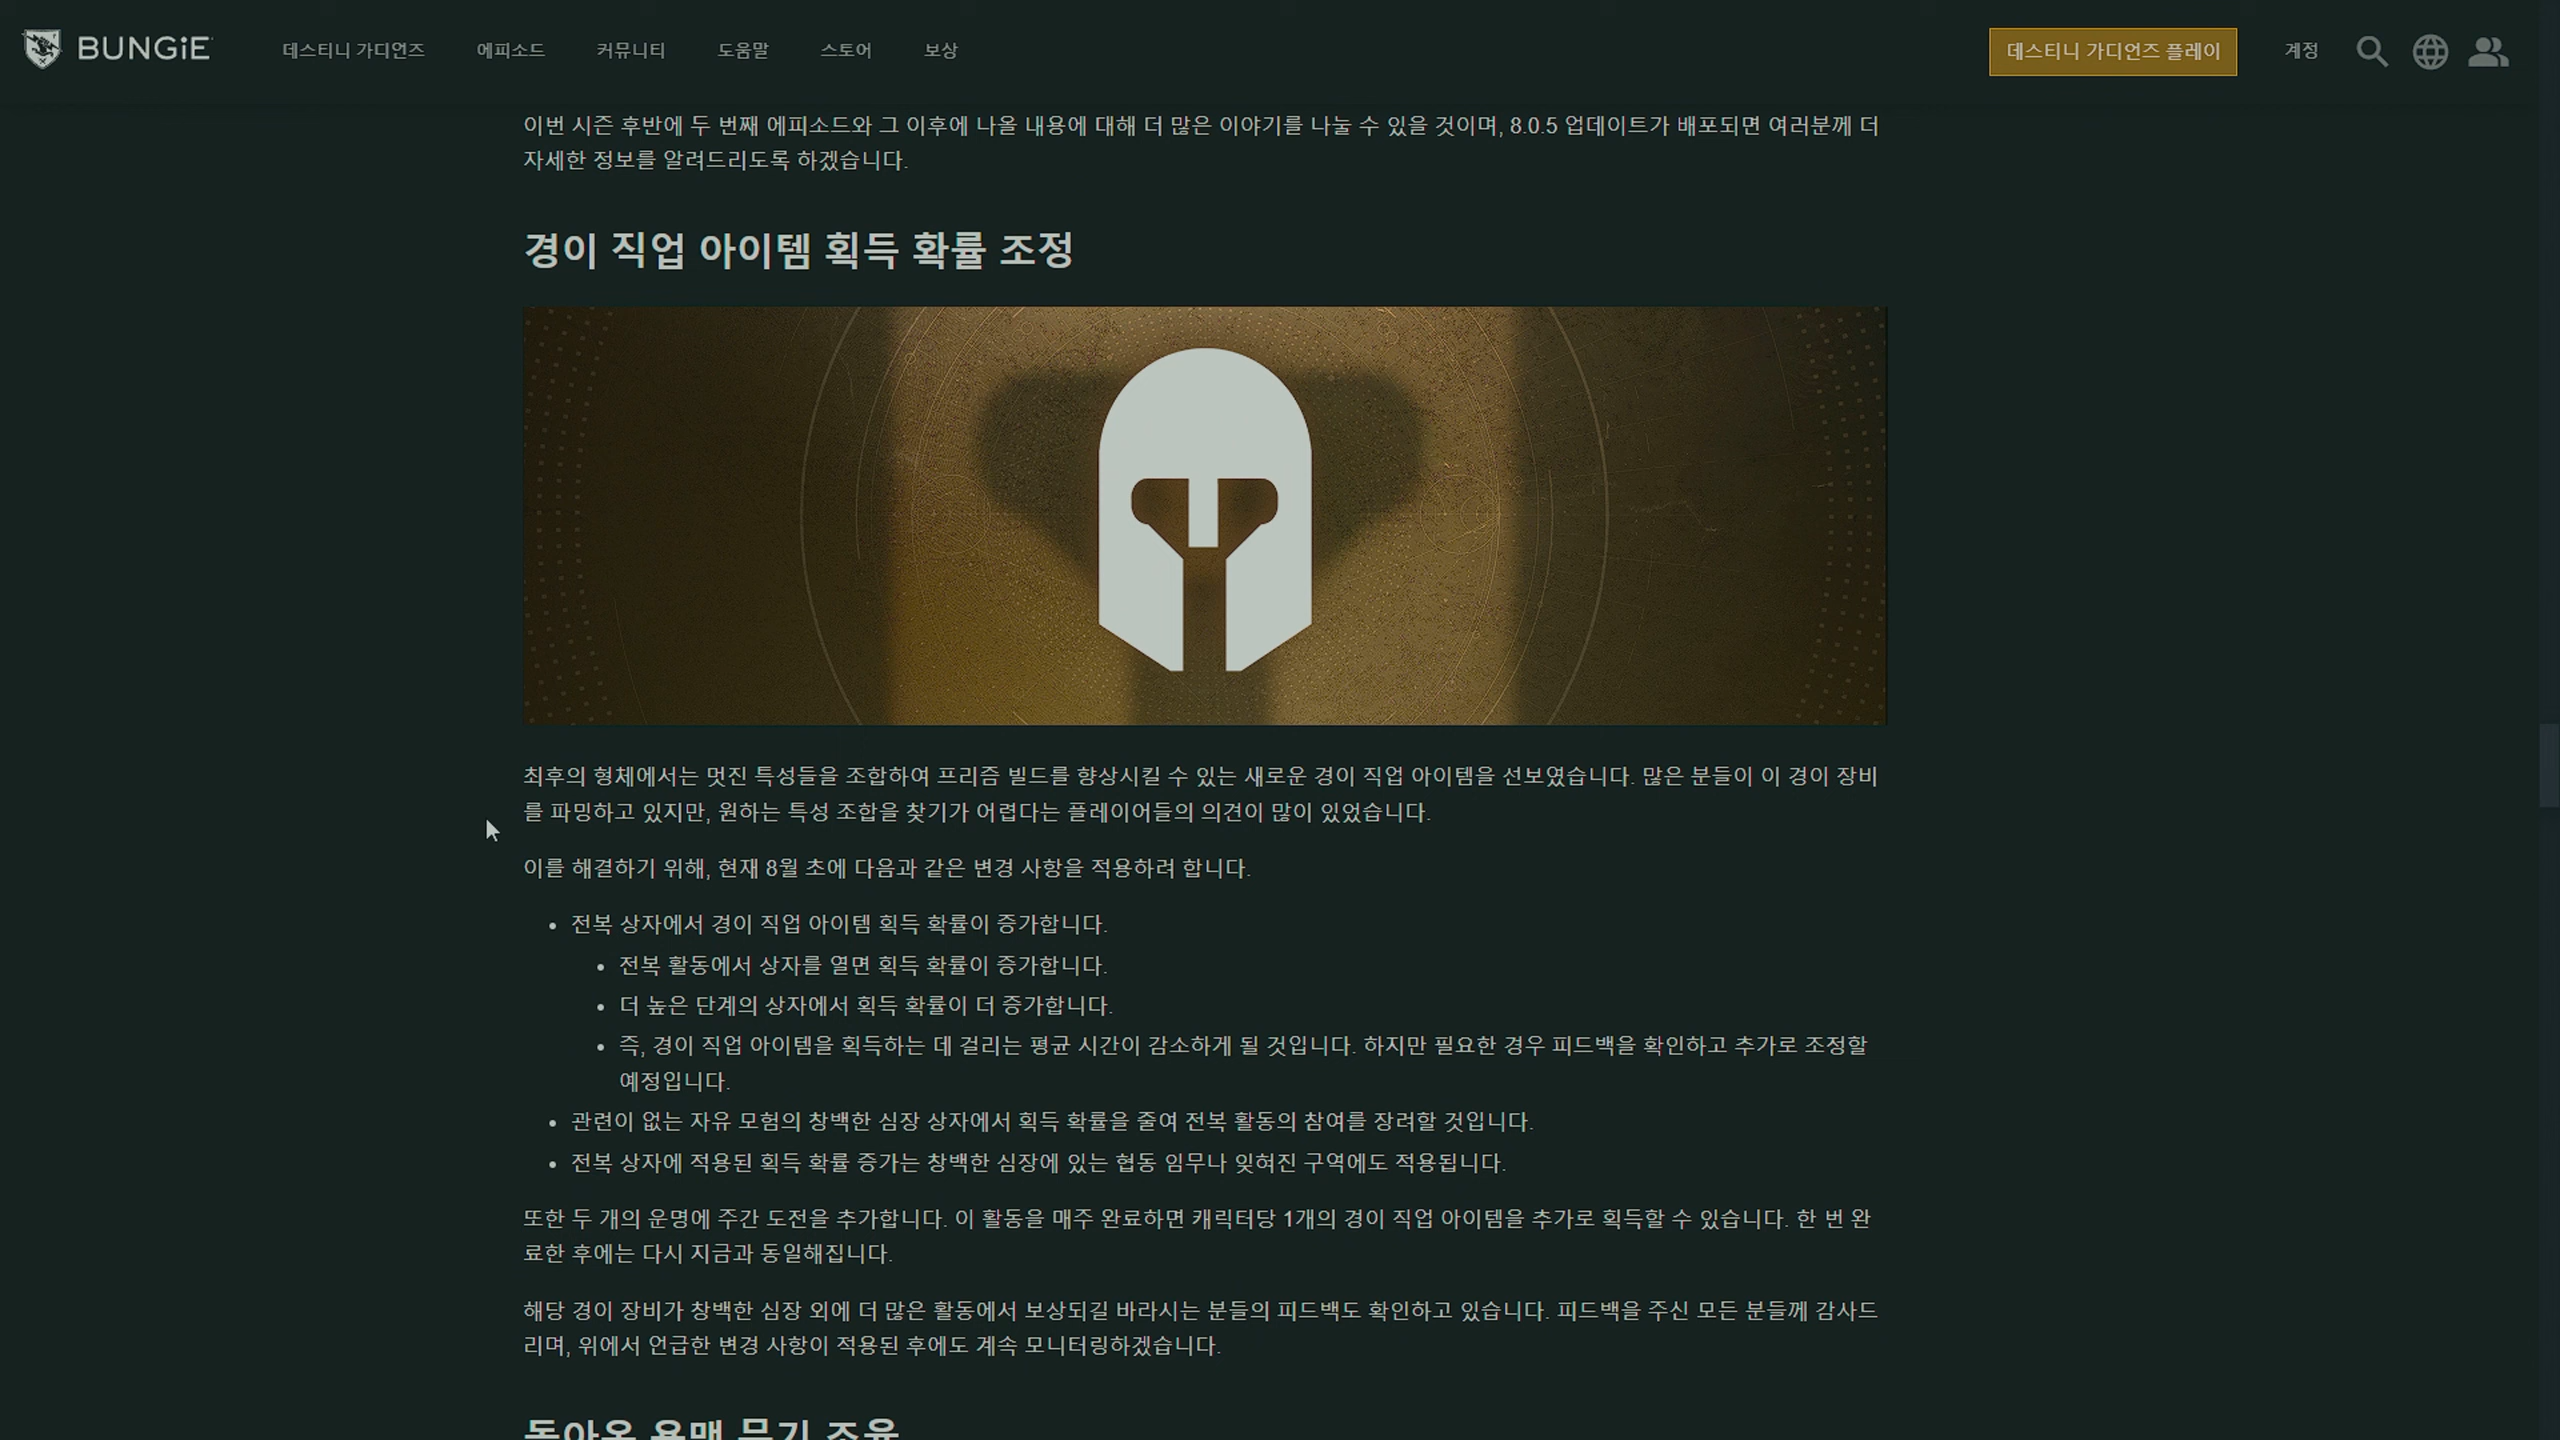 BUNGiE 데스티니 가디언즈 에피소드 커뮤니티 도움말 스토어 보상 데스티니 가디언즈 플레이 계정
이번 시즌 후반에 두 번째 에피소드와 그 이후에 나올 내용에 대해 더 많은 이야기를 나눌 수 있을 것이며, 8.0.5 업데이트가 배포되면 여러분께 더
자세한 정보를 알려드리도록 하겠습니다.
경이 직업 아이템 획득 확률 조정
최후의 형체에서는 멋진 특성들을 조합하여 프리즘 빌드를 향상시킬 수 있는 새로운 경이 직업 아이템을 선보였습니다. 많은 분들이 이 경이 장비
를 파밍하고 있지만, 원하는 특성 조합을 찾기가 어렵다는 플레이어들의 의견이 많이 있었습니다.
이를 해결하기 위해, 현재 8월 초에 다음과 같은 변경 사항을 적용하려 합니다.
• 전복 상자에서 경이 직업 아이템 획득 확률이 증가합니다.
• 전복 활동에서 상자를 열면 획득 확률이 증가합니다.
• 더 높은 단계의 상자에서 획득 확률이 더 증가합니다.
• 즉, 경이 직업 아이템을 획득하는 데 걸리는 평균 시간이 감소하게 될 것입니다. 하지만 필요한 경우 피드백을 확인하고 추가로 조정할
예정입니다.
• 관련이 없는 자유 모험의 창백한 심장 상자에서 획득 확률을 줄여 전복 활동의 참여를 장려할 것입니다.
• 전복 상자에 적용된 획득 확률 증가는 창백한 심장에 있는 협동 임무나 잊혀진 구역에도 적용됩니다.
또한 두 개의 운명에 주간 도전을 추가합니다. 이 활동을 매주 완료하면 캐릭터당 1개의 경이 직업 아이템을 추가로 획득할 수 있습니다. 한 번 완
료한 후에는 다시 지금과 동일해집니다.
해당 경이 장비가 창백한 심장 외에 더 많은 활동에서 보상되길 바라시는 분들의 피드백도 확인하고 있습니다. 피드백을 주신 모든 분들께 감사드
리며, 위에서 언급한 변경 사항이 적용된 후에도 계속 모니터링하겠습니다.
돌아온 용맹 무기 조율